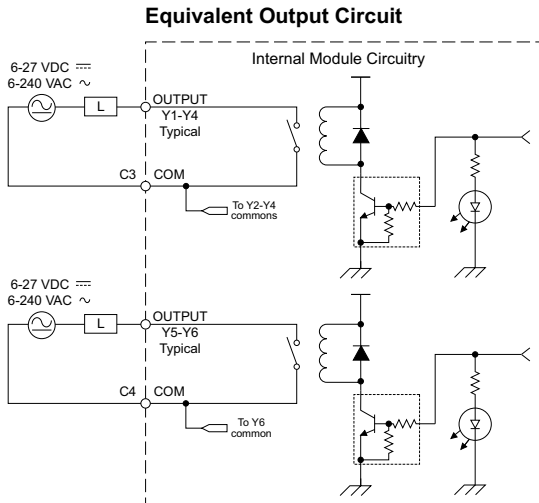 Equivalent Output Circuit
Internal Module Circuitry
6-27 VDC
6-240 VAC
L
OUTPUT
Y1-Y4
Typical
C3
COM
To Y2-Y4
commons
6-27 VDC
6-240 VAC
L
OUTPUT
Y5-Y6
Typical
C4
COM
To Y6
common